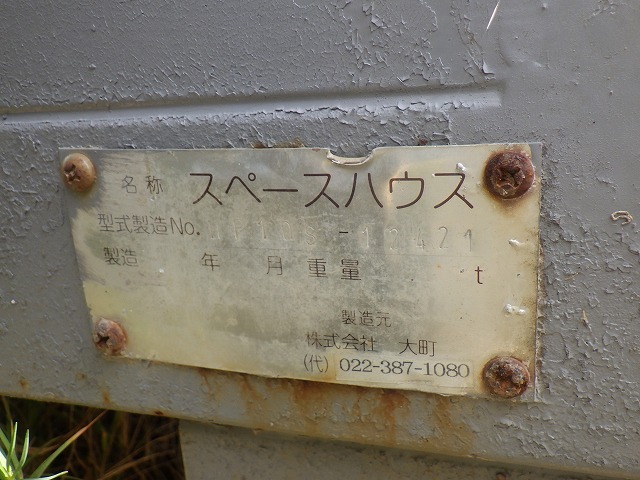 名称 スペースハウス
型式製造No. -12421
製造 年 月 重量 t
製造元
株式会社 大町
(代) 022-387-1080